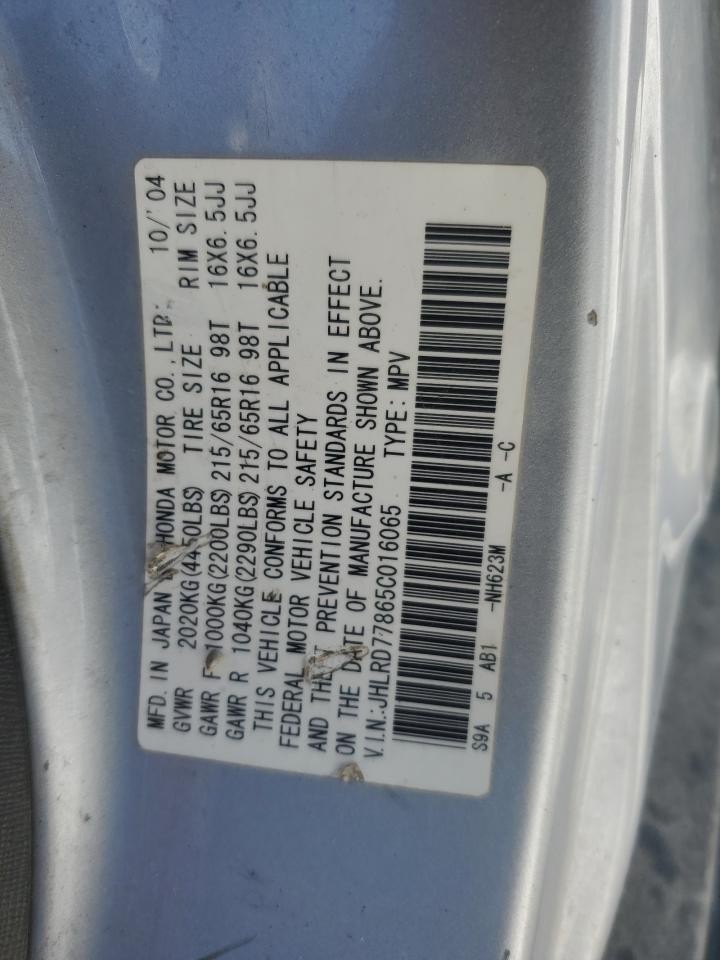 MFD. IN JAPAN HONDA MOTOR CO., LTD. 10/'04
GVWR 2020KG(4450LBS) TIRE SIZE RIM SIZE
GAWR F 1000KG(2200LBS) 215/65R16 98T 16X6.5JJ
GAWR R 1040KG(2290LBS) 215/65R16 98T 16X6.5JJ
THIS VEHICLE CONFORMS TO ALL APPLICABLE
FEDERAL MOTOR VEHICLE SAFETY
AND THEFT PREVENTION STANDARDS IN EFFECT
ON THE DATE OF MANUFACTURE SHOWN ABOVE.
V.I.N.:JHLRD77865C016065 TYPE: MPV
S9A 5 AB1 -NH623M -A -C